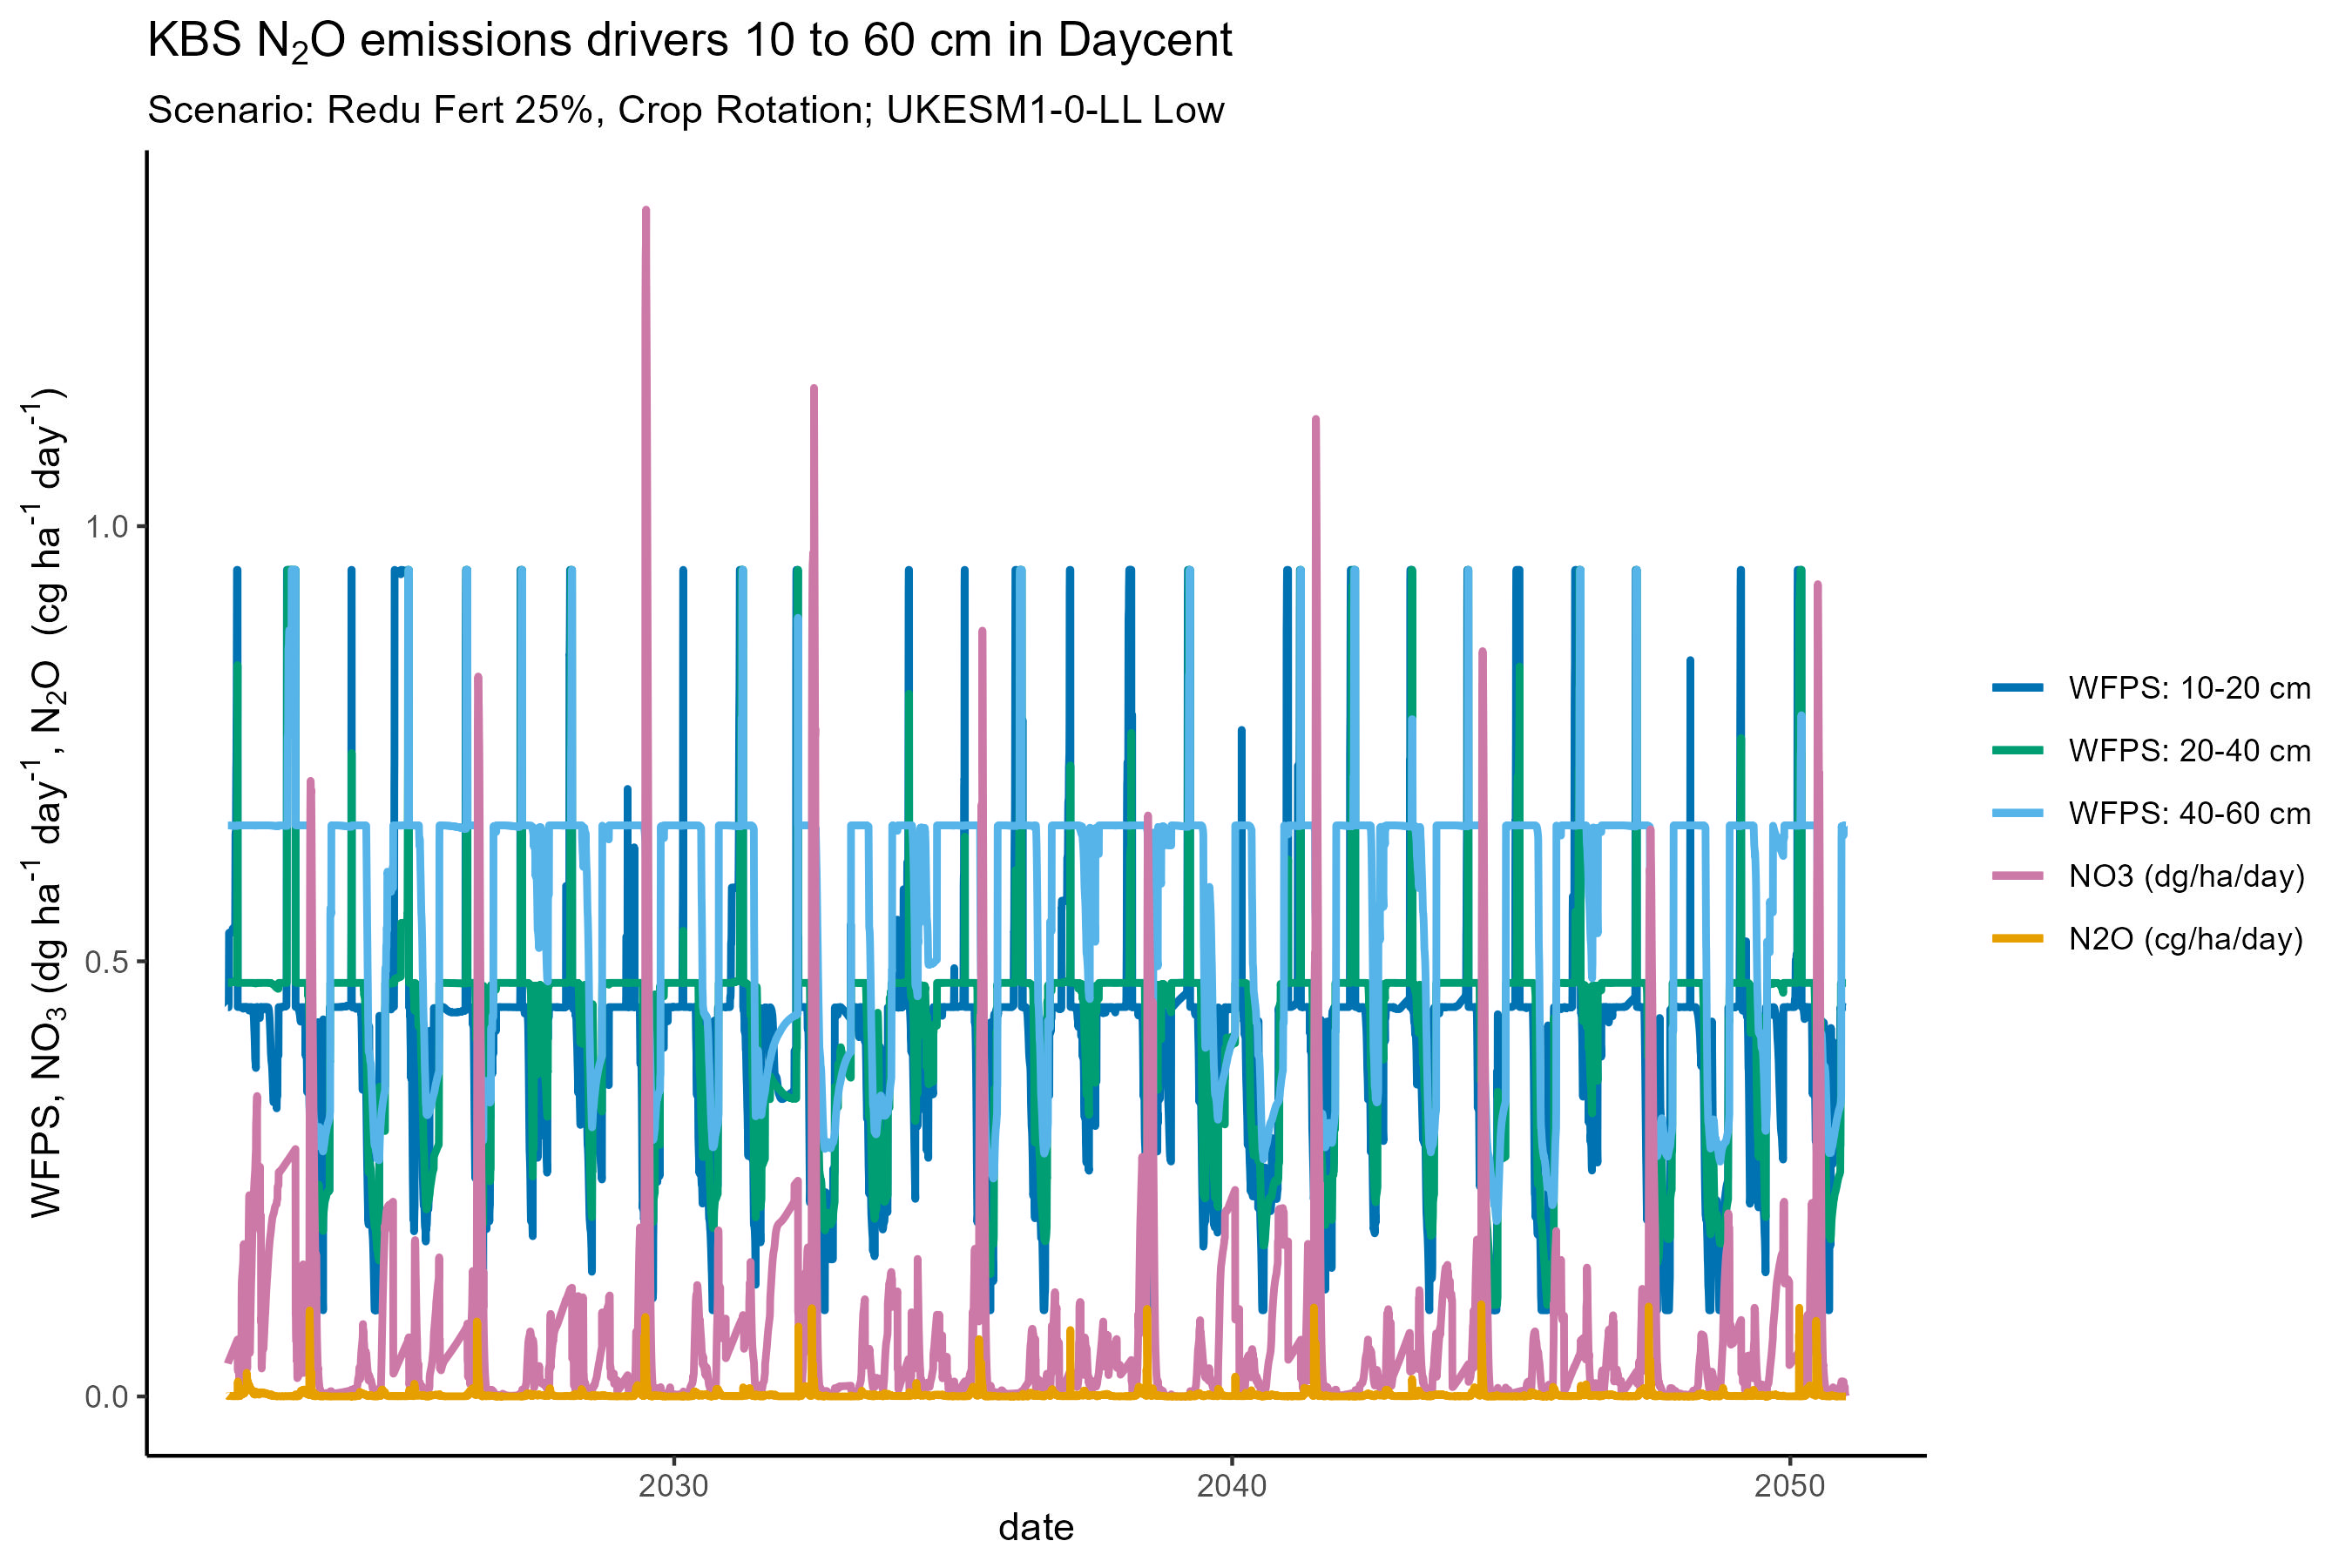 KBS N₂O emissions drivers 10 to 60 cm in Daycent
Scenario: Redu Fert 25%, Crop Rotation; UKESM1-0-LL Low
WFPS, NO₃ (dg ha⁻¹ day⁻¹, N₂O (cg ha⁻¹ day⁻¹)
1.0
0.5
0.0
2030
2040
2050
date
WFPS: 10-20 cm
WFPS: 20-40 cm
WFPS: 40-60 cm
NO3 (dg/ha/day)
N2O (cg/ha/day)